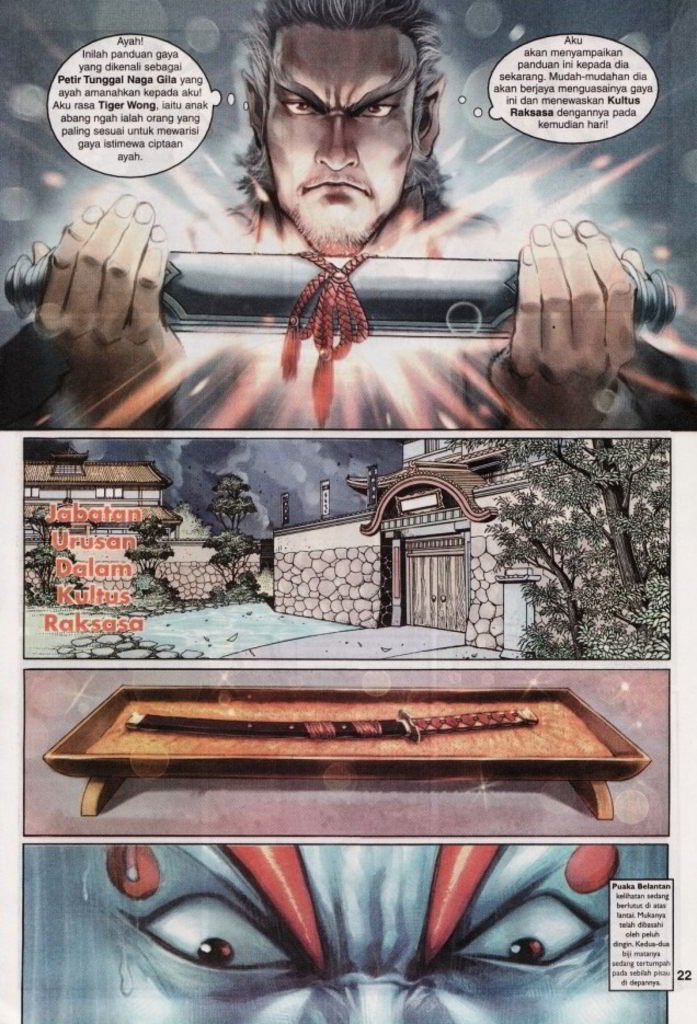 Ayah!
Inilah panduan gaya
yang dikenali sebagai
Petir Tunggal Naga Gila yang
ayah amanahkan kepada aku!
Aku rasa Tiger Wong, iaitu anak
abang ngah ialah orang yang
paling sesuai untuk mewarisi
gaya istimewa ciptaan
ayah.
Aku
akan menyampaikan
panduan ini kepada dia
sekarang. Mudah-mudahan dia
akan berjaya menguasainya gaya
ini dan menewaskan Kultus
Raksasa dengannya pada
kemudian hari!
Jabatan
Urusan
Dalam
Kultus
Raksasa
Puaka Belantan
kelihatan sedang
berlutut di atas
lantai. Mukanya
telah dibasahi
oleh peluh
dingin. Kedua-dua
biji matanya
sedang tertumpah
pada sebilah pisau
di depannya.
22